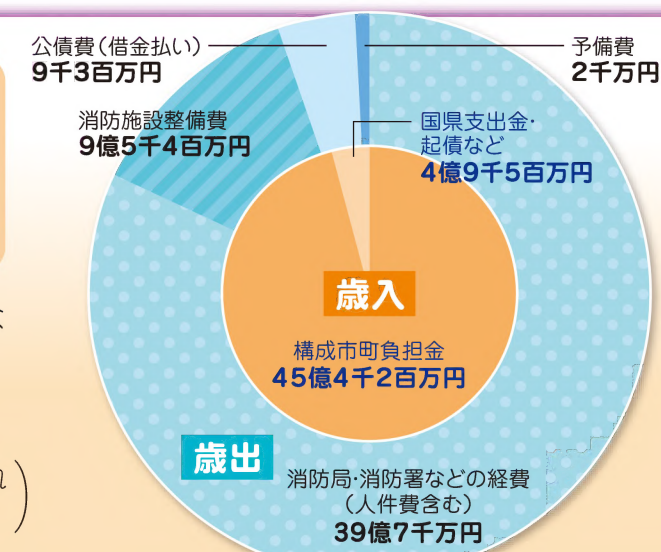 公債費（借金払い）
9千3百万円
予備費
2千万円
消防施設整備費
9億5千4百万円
国県支出金・
起債など
4億9千5百万円
歳入
構成市町負担金
45億4千2百万円
歳出
消防局・消防署などの経費
（人件費含む）
39億7千万円